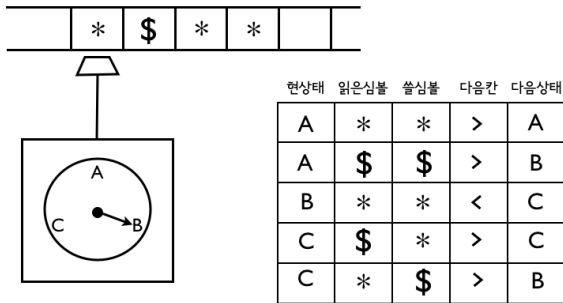 * $ * *
A
C B
현상태 읽은심볼 쓸심볼 다음칸 다음상태
A * * > A
A $ $ > B
B * * < C
C $ * > C
C * $ > B